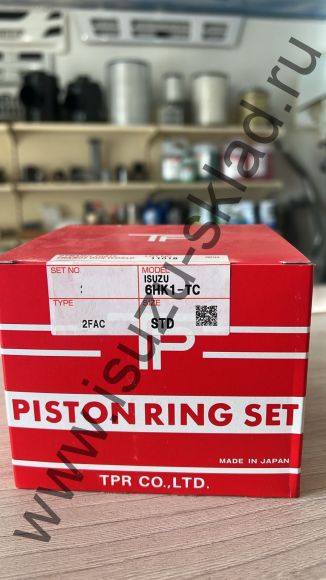 TP
SET NO.
MODEL
ISUZU
6HK1-TC
TYPE
SIZE
2FAC
STD
TP
PISTON RING SET
MADE IN JAPAN
TPR CO.,LTD.
www.isuzu-sklad.ru